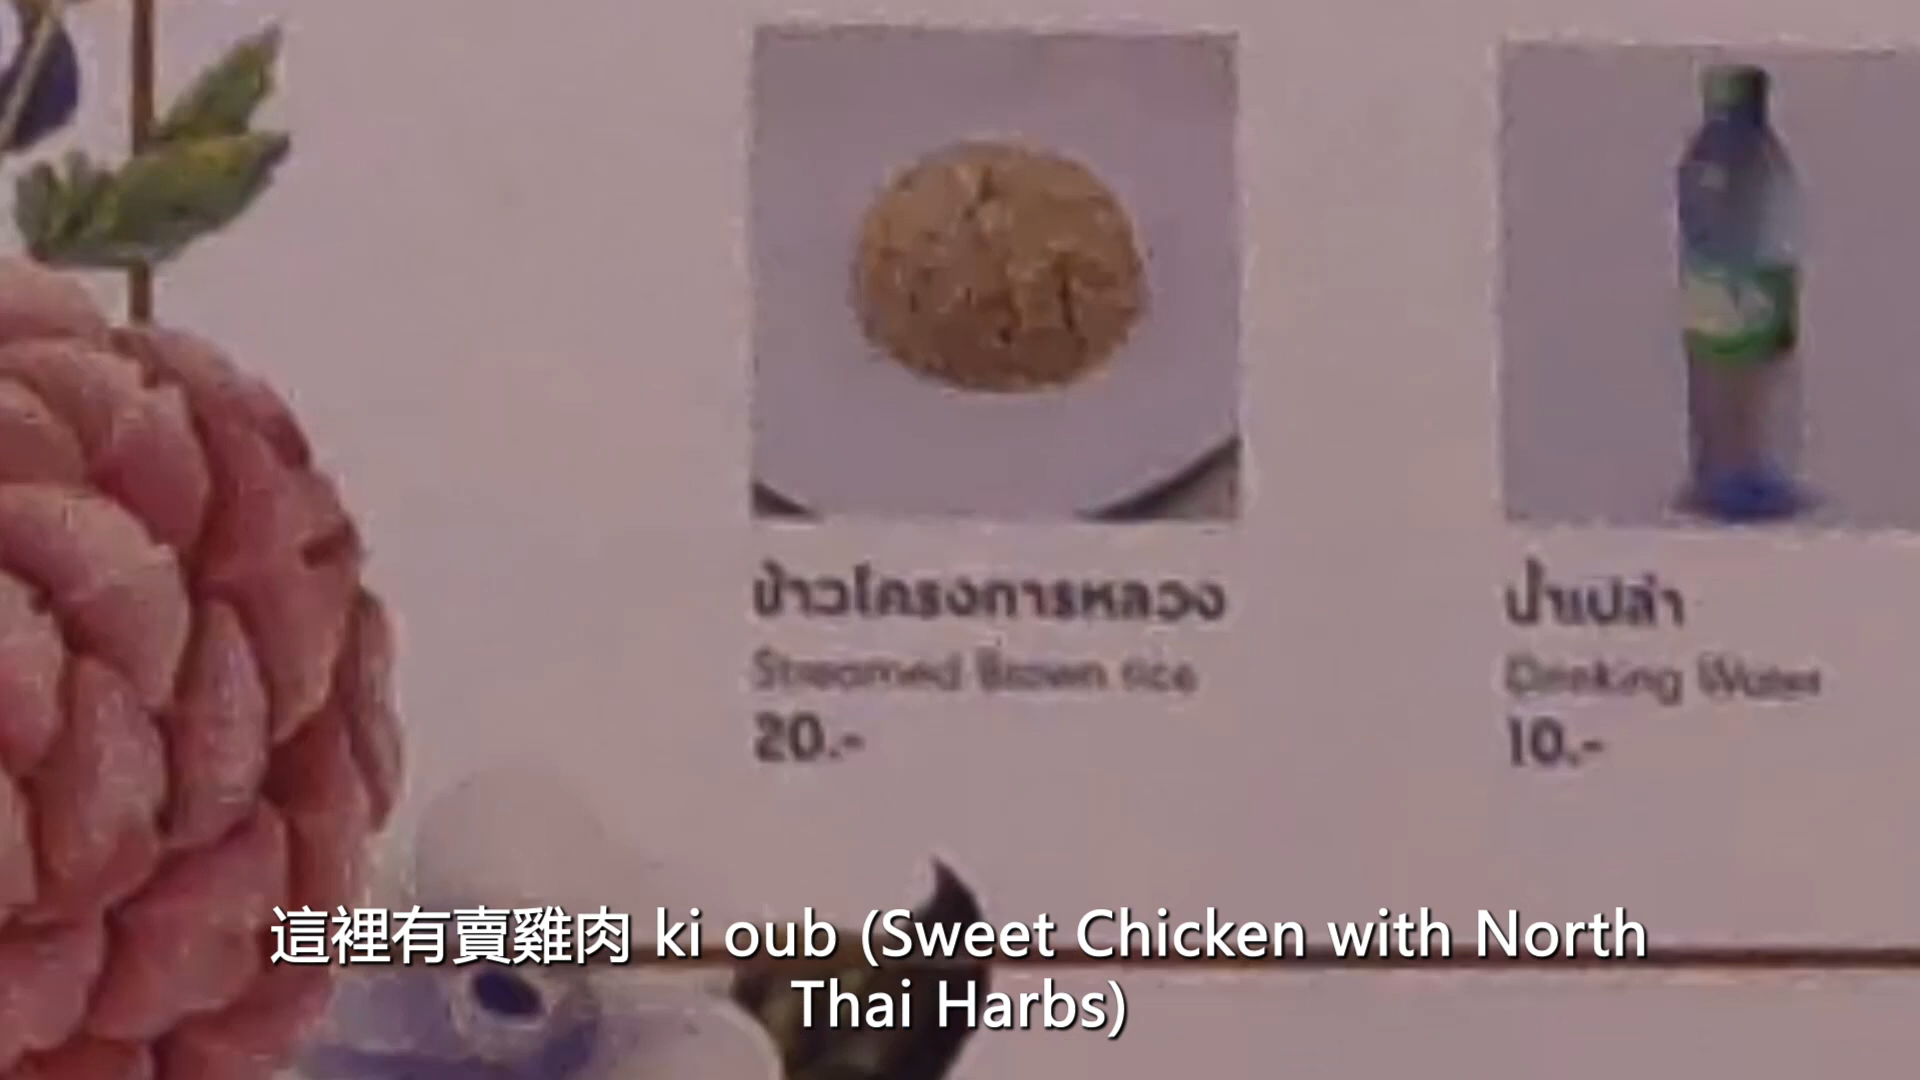 ข้าวโครงการหลวง
Streamed Brown rice
20.-
น้ำเปล่า
Drinking Water
10.-
這裡有賣雞肉 ki oub (Sweet Chicken with North
Thai Harbs)